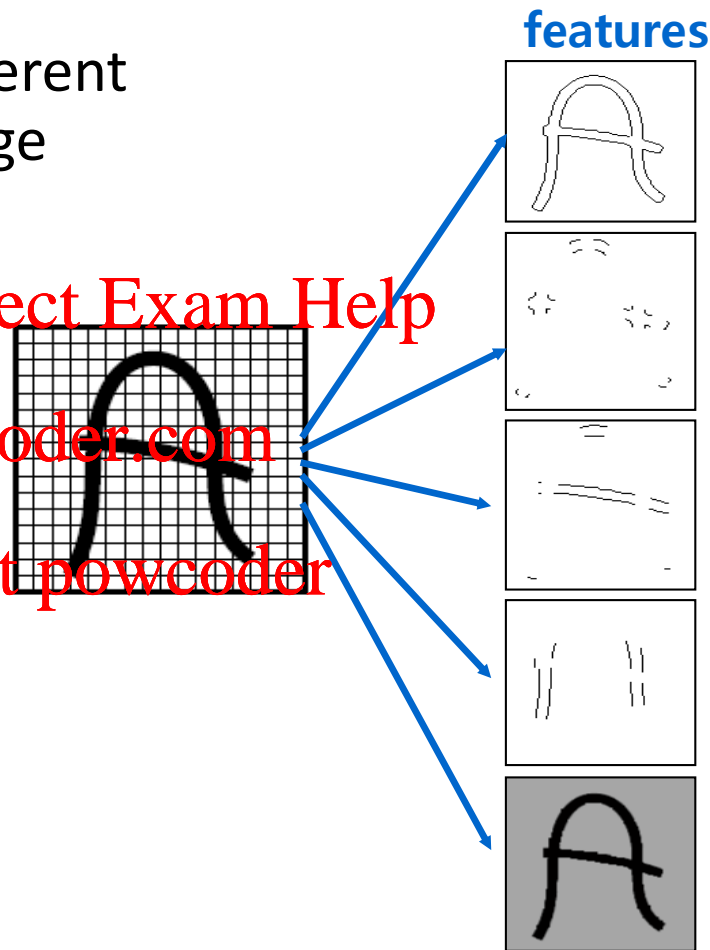 features
erent
ge
ect Exam Help
A
oder.com
t powcoder
A
A